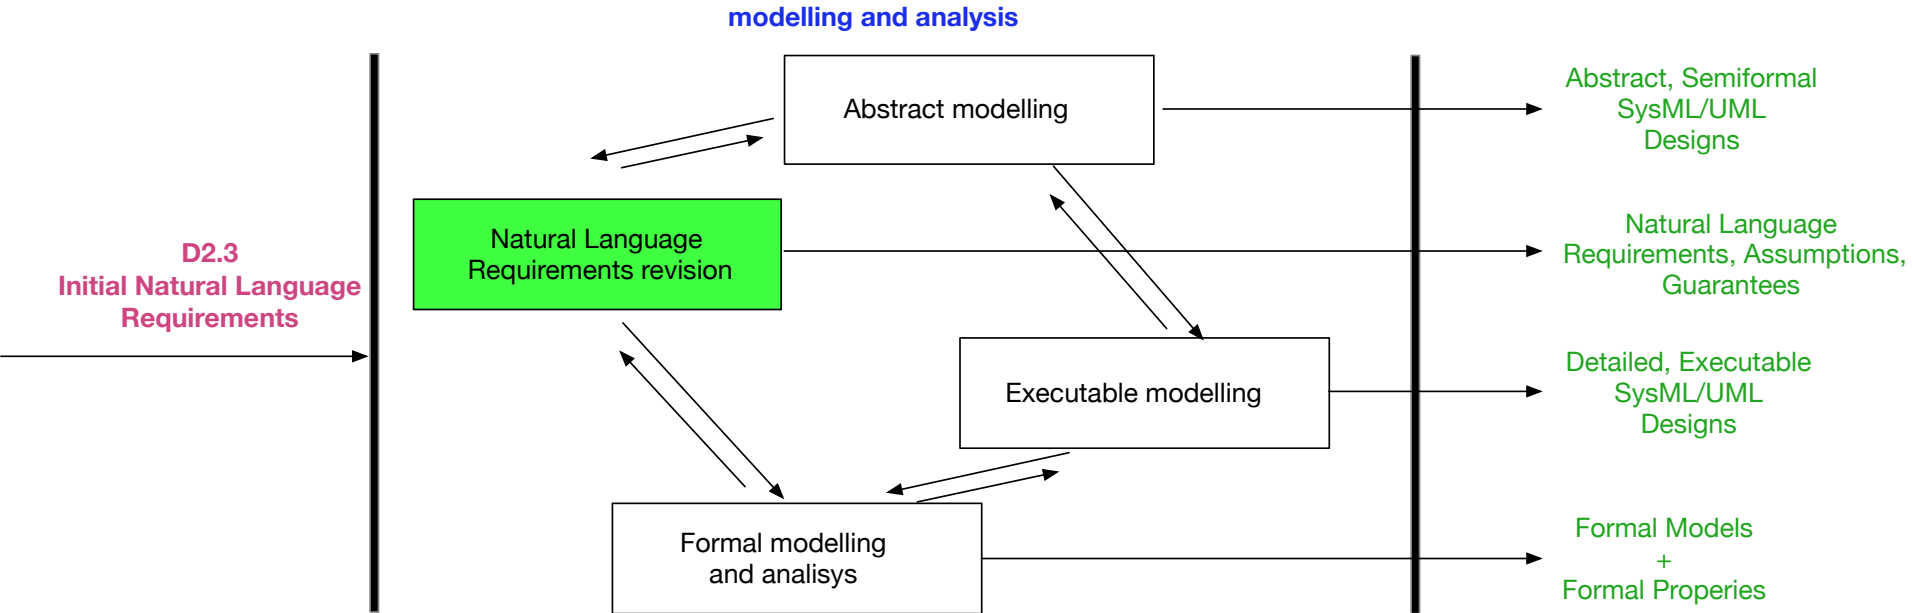 modelling and analysis
Abstract modelling
Abstract, Semiformal
SysML/UML
Designs
Natural Language
Requirements revision
Natural Language
Requirements, Assumptions,
Guarantees
D2.3
Initial Natural Language
Requirements
Executable modelling
Detailed, Executable
SysML/UML
Designs
Formal modelling
and analisys
Formal Models
+
Formal Properies